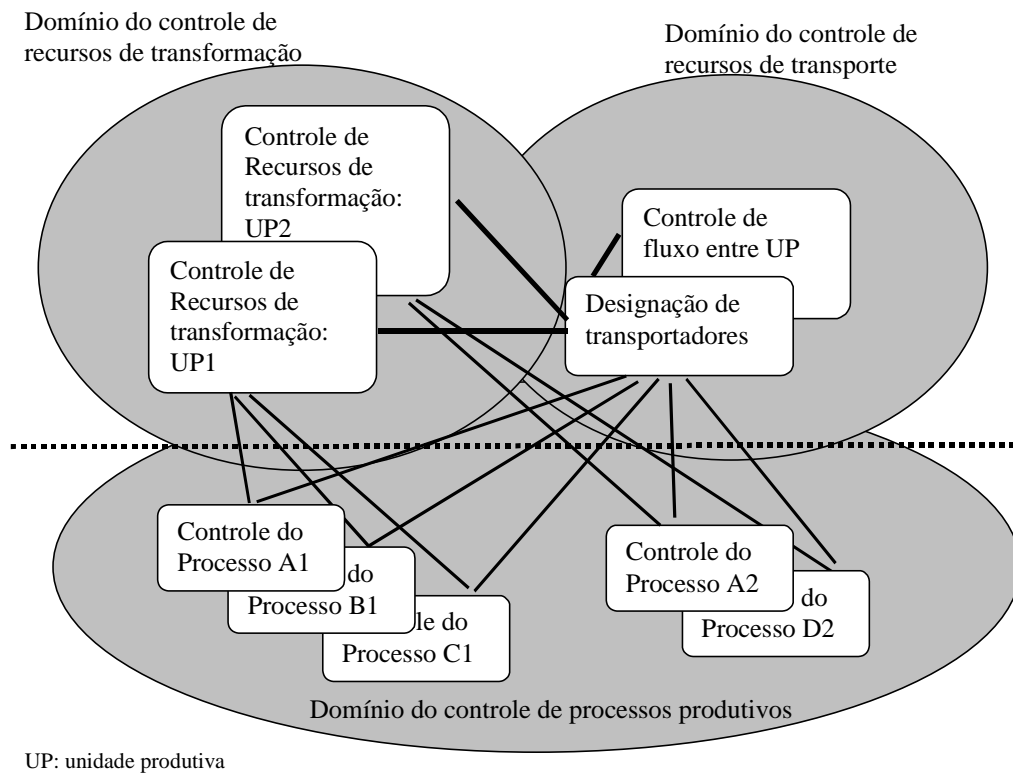 Domínio do controle de
recursos de transformação
Domínio do controle de
recursos de transporte
Controle de
Recursos de
transformação:
UP2
Controle de
Recursos de
transformação:
UP1
Controle de
fluxo entre UP
Designação de
transportadores
Controle do
Processo A1
do
Processo B1
le do
Processo C1
Controle do
Processo A2
do
Processo D2
Domínio do controle de processos produtivos
UP: unidade produtiva